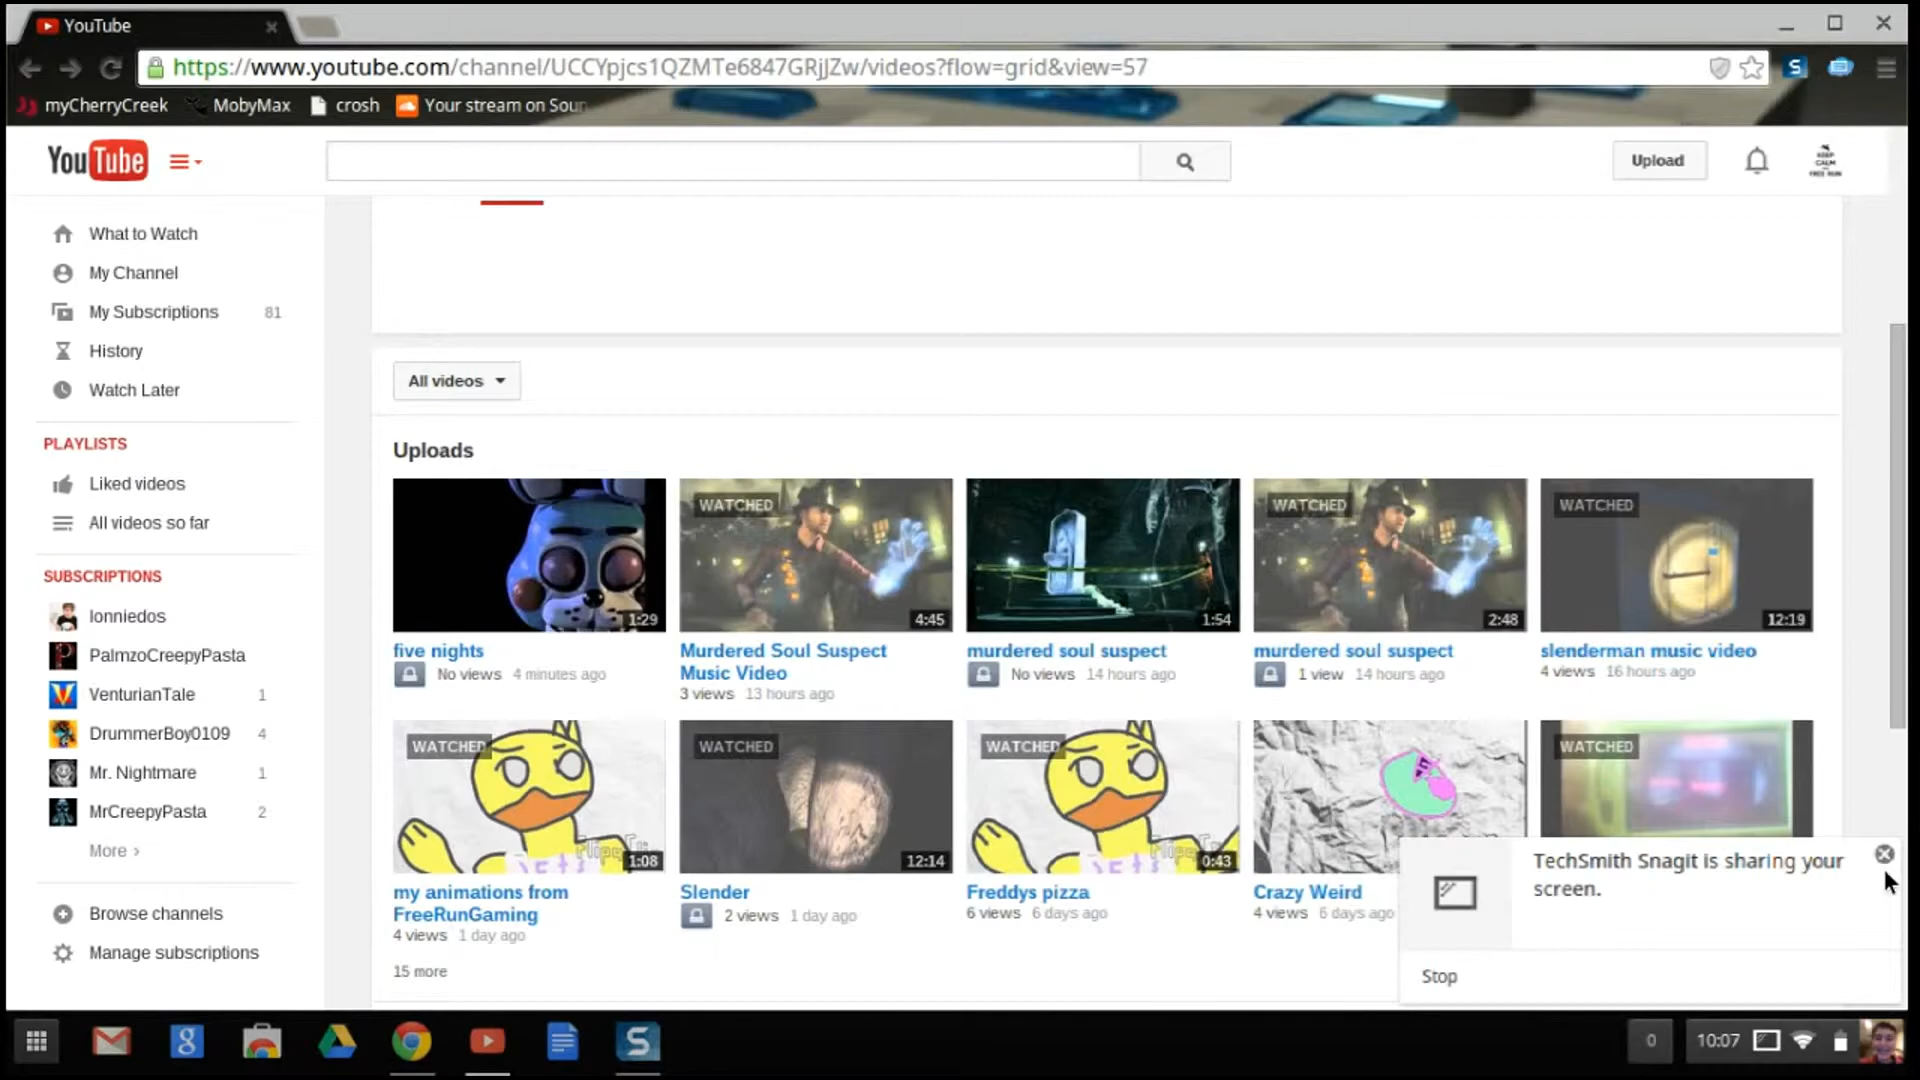 YouTube
https://www.youtube.com/channel/UCCYpjcs1QZMTe6847GRjJZw/videos?flow=grid&view=57
myCherryCreek
MobyMax
crosh
Your stream on Soun
YouTube
Upload
KEEP
CALM
FREE RUN
What to Watch
My Channel
My Subscriptions 81
History
Watch Later
PLAYLISTS
Liked videos
All videos so far
SUBSCRIPTIONS
lonniedos
PalmzoCreepyPasta
VenturianTale 1
DrummerBoy0109 4
Mr. Nightmare 1
MrCreepyPasta 2
More ›
Browse channels
Manage subscriptions
All videos
Uploads
1:29
five nights
No views 4 minutes ago
WATCHED
4:45
Murdered Soul Suspect
Music Video
3 views 13 hours ago
1:54
murdered soul suspect
No views 14 hours ago
WATCHED
2:48
murdered soul suspect
1 view 14 hours ago
WATCHED
12:19
slenderman music video
4 views 16 hours ago
WATCHED
1:08
my animations from
FreeRunGaming
4 views 1 day ago
WATCHED
12:14
Slender
2 views 1 day ago
WATCHED
0:43
Freddys pizza
6 views 6 days ago
Crazy Weird
4 views 6 days ago
WATCHED
15 more
TechSmith Snagit is sharing your
screen.
Stop
0
10:07